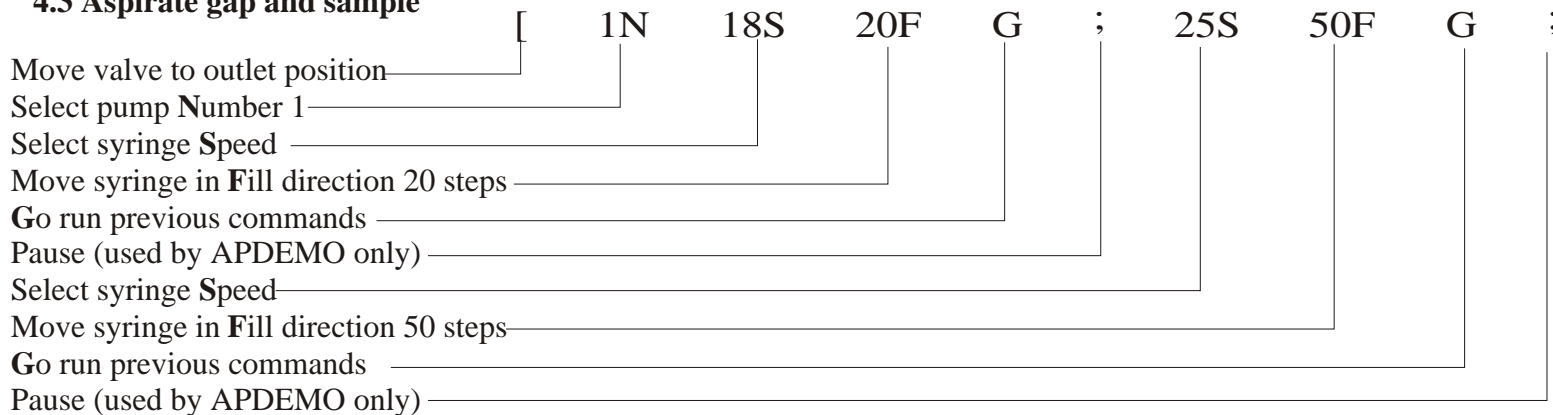 4.3 Aspirate gap and sample
[ 1N 18S 20F G ; 25S 50F G ;
Move valve to outlet position
Select pump Number 1
Select syringe Speed
Move syringe in Fill direction 20 steps
Go run previous commands
Pause (used by APDEMO only)
Select syringe Speed
Move syringe in Fill direction 50 steps
Go run previous commands
Pause (used by APDEMO only)